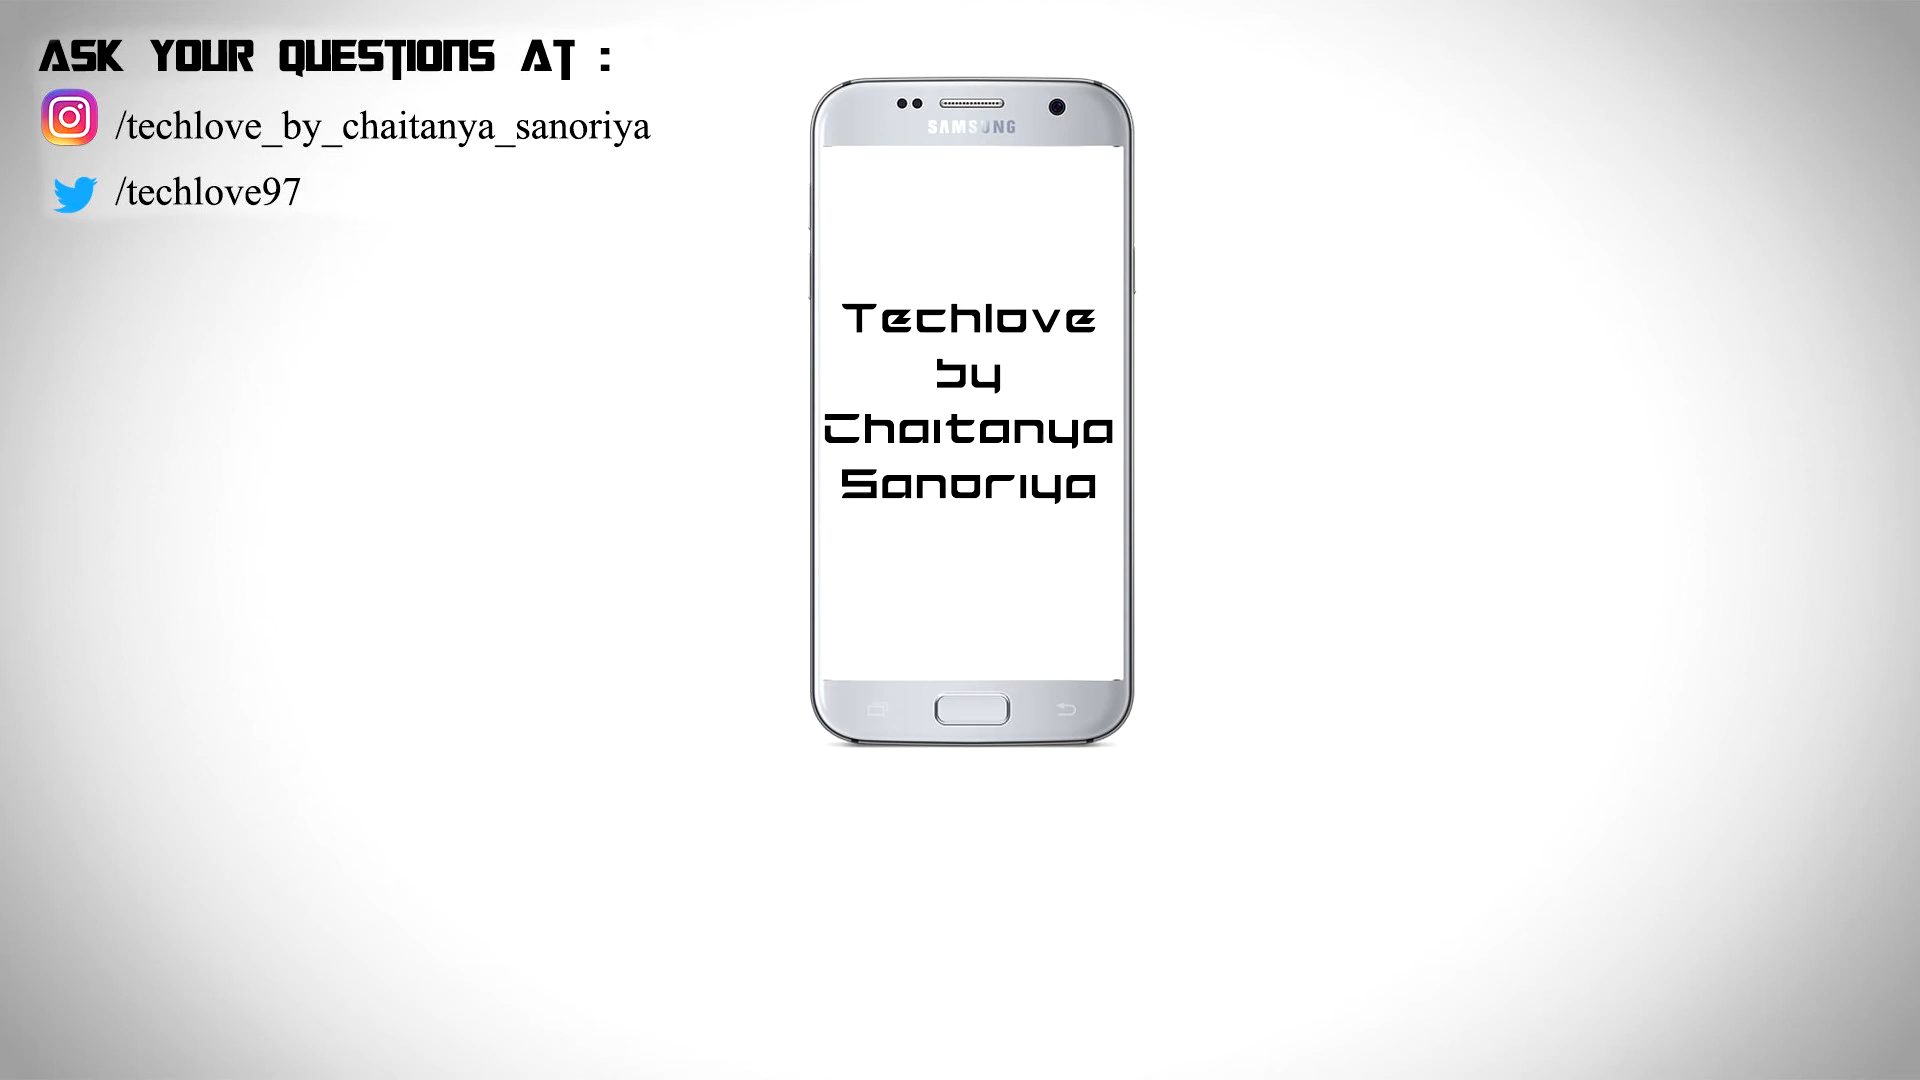 ASK YOUR QUESTIONS AT :
/techlove_by_chaitanya_sanoriya
/techlove97
SAMSUNG
Techlove
by
Chaitanya
Sanoriya